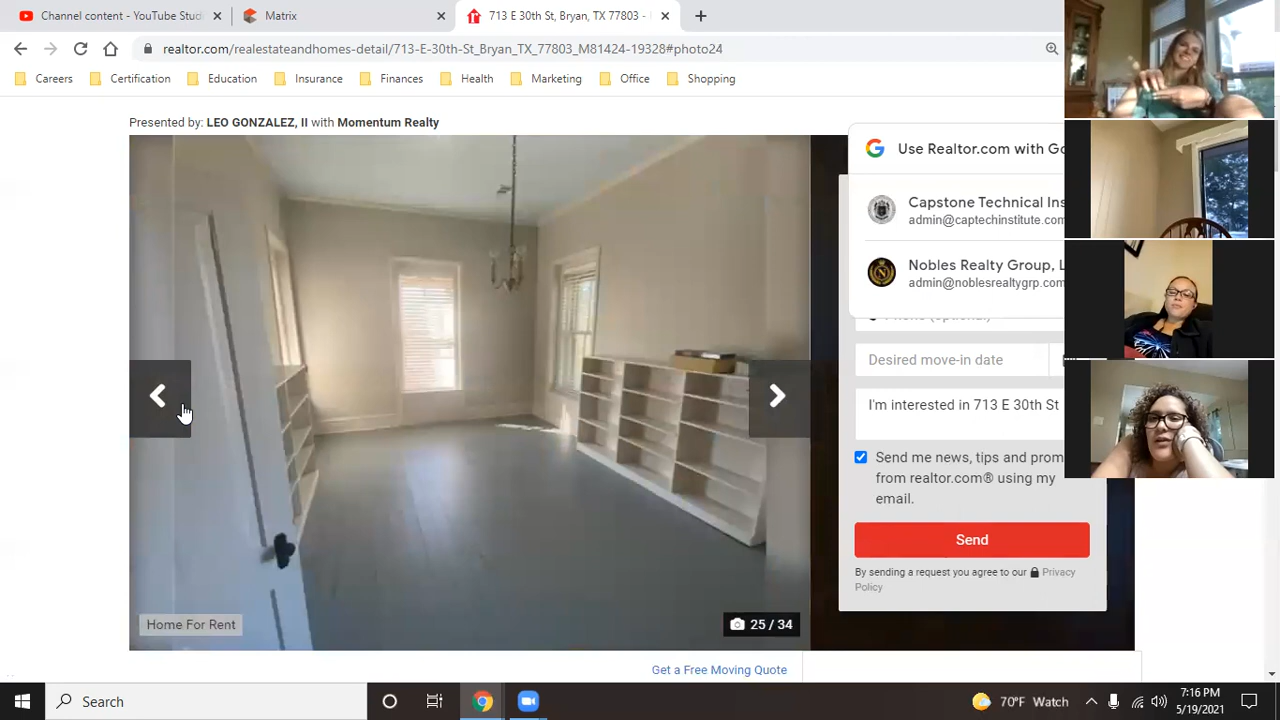 Channel content - YouTube Stud
Matrix
713 E 30th St, Bryan, TX 77803 -
realtor.com/realestateandhomes-detail/713-E-30th-St_Bryan_TX_77803_M81424-19328#photo24
Careers
Certification
Education
Insurance
Finances
Health
Marketing
Office
Shopping
Presented by: LEO GONZALEZ, II with Momentum Realty
Use Realtor.com with Go
Capstone Technical Ins
admin@captechinstitute.com
Nobles Realty Group, L
admin@noblesrealtygrp.com
Phone (optional)
Desired move-in date
I'm interested in 713 E 30th St
Send me news, tips and prom
from realtor.com® using my
email.
Send
By sending a request you agree to our Privacy
Policy
Home For Rent
25 / 34
Get a Free Moving Quote
Search
70°F Watch
7:16 PM
5/19/2021